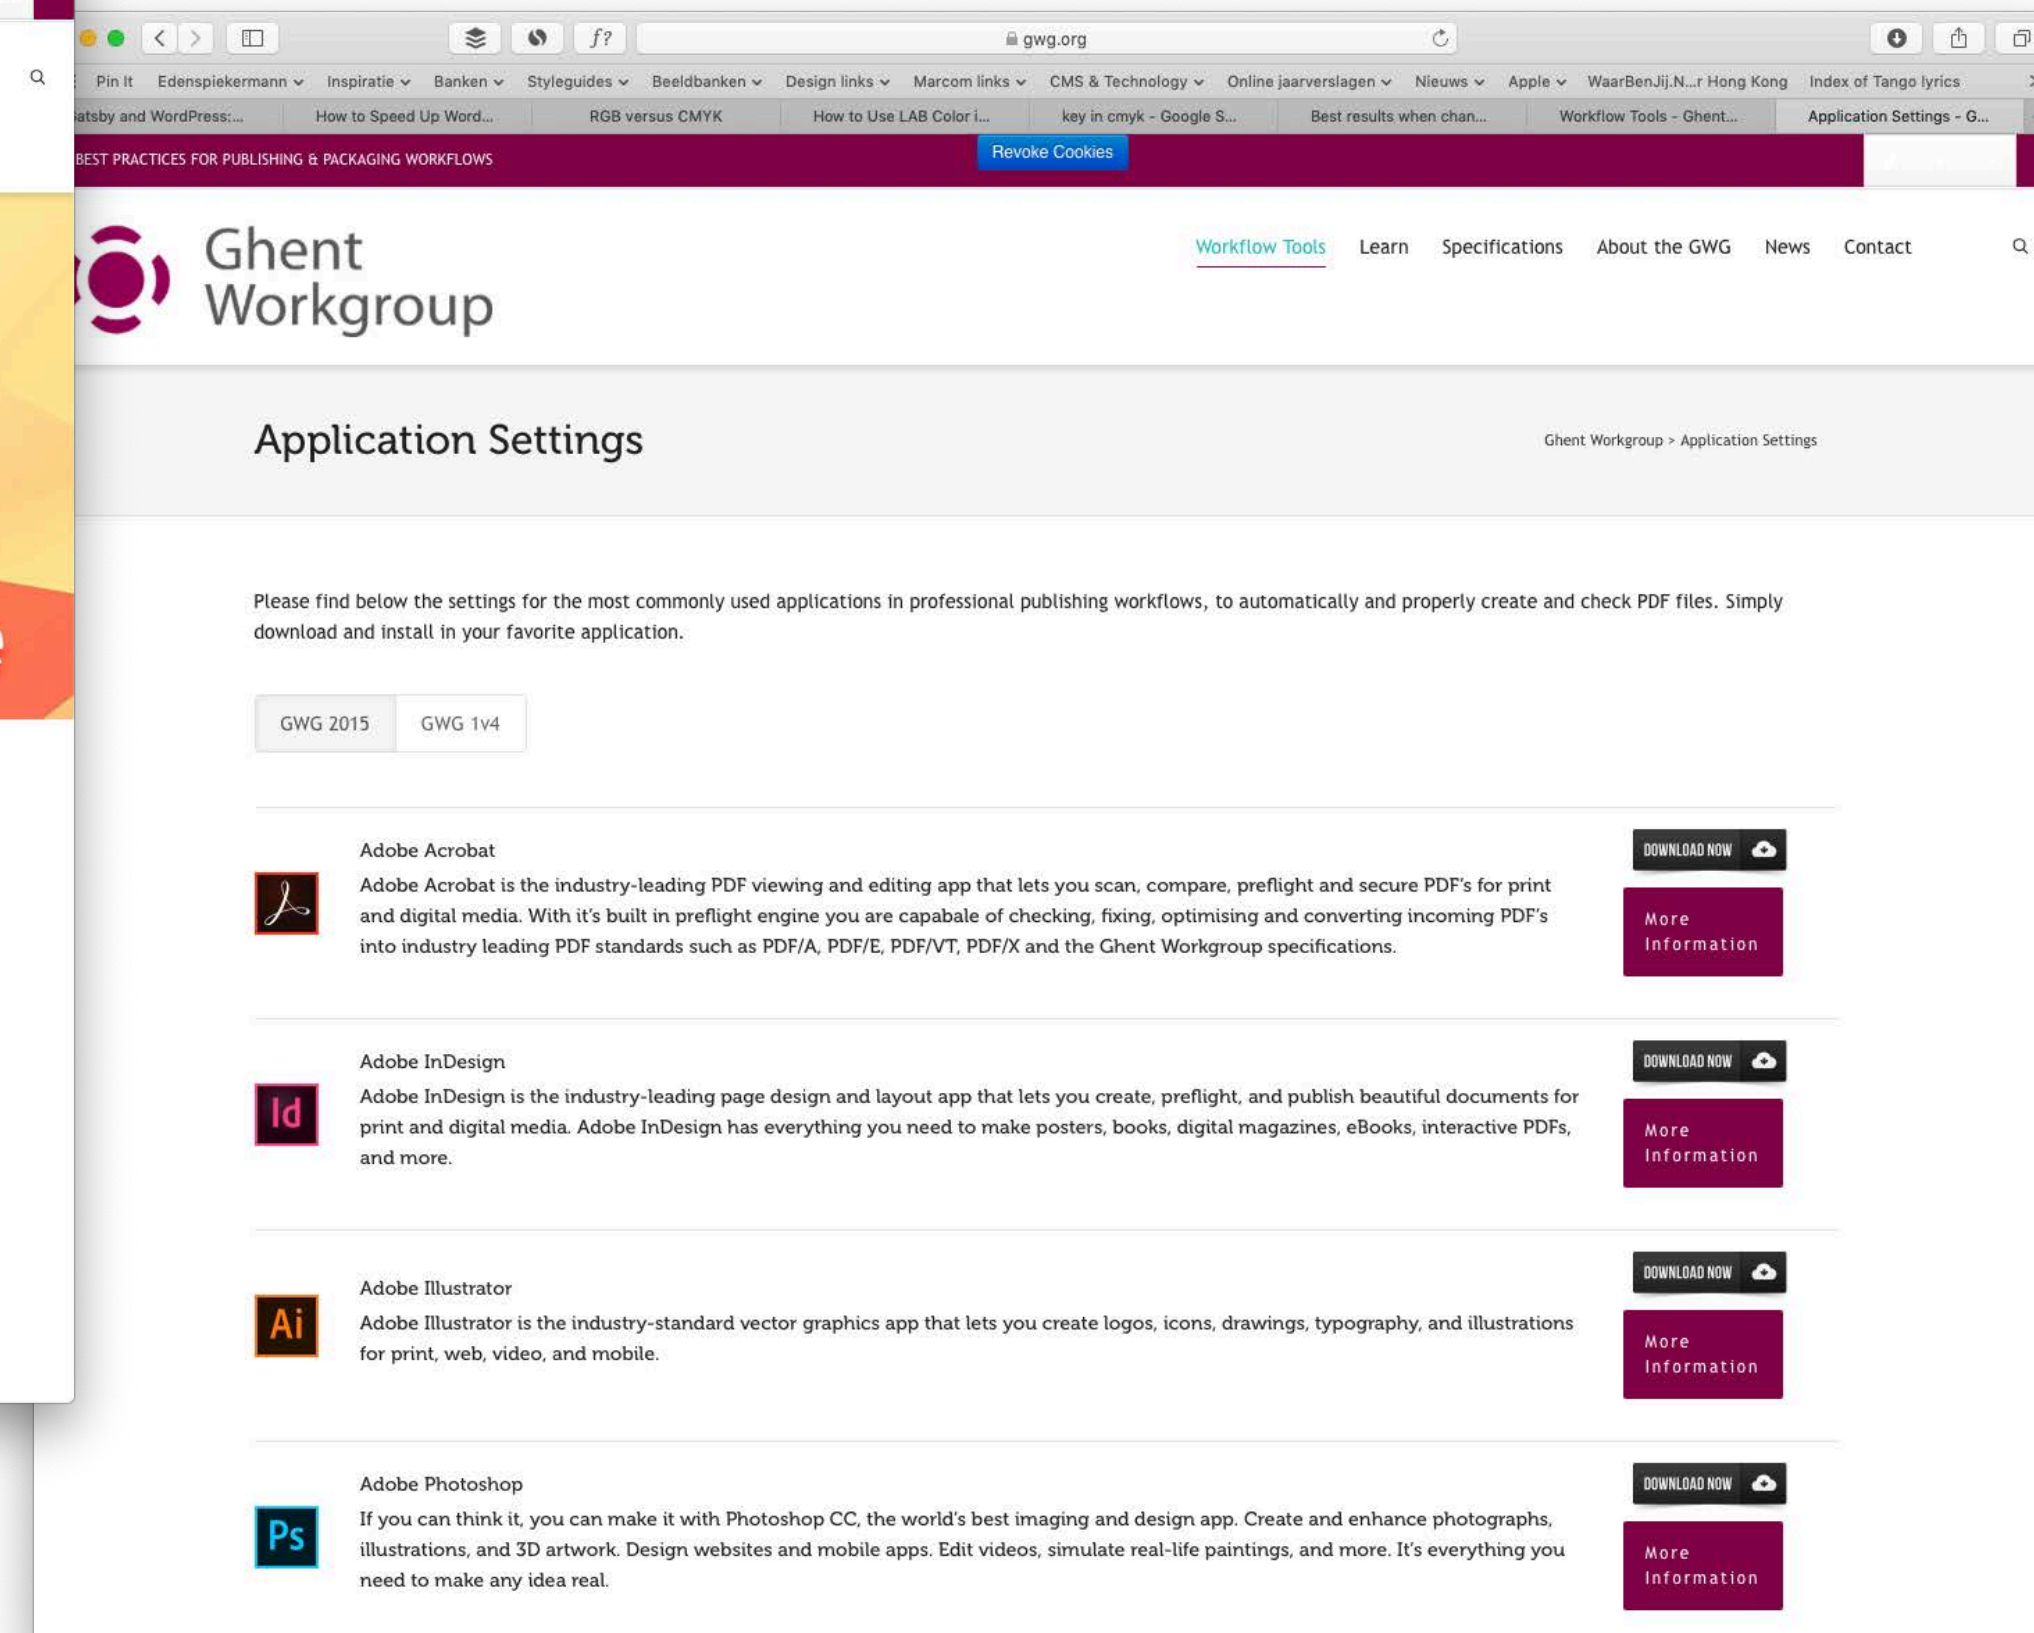 f?
gwg.org
Pin It Edenspiekermann Inspiratie Banken Styleguides Beeldbanken Design links Marcom links CMS & Technology Online jaarverslagen Nieuws Apple WaarBenJij.N...r Hong Kong Index of Tango lyrics
atsby and WordPress:... How to Speed Up Word... RGB versus CMYK How to Use LAB Color i... key in cmyk - Google S... Best results when chan... Workflow Tools - Ghent... Application Settings - G...
BEST PRACTICES FOR PUBLISHING & PACKAGING WORKFLOWS
Revoke Cookies
Ghent
Workgroup
Workflow Tools Learn Specifications About the GWG News Contact
Application Settings
Ghent Workgroup > Application Settings
Please find below the settings for the most commonly used applications in professional publishing workflows, to automatically and properly create and check PDF files. Simply
download and install in your favorite application.
GWG 2015 GWG 1v4
Adobe Acrobat
Adobe Acrobat is the industry-leading PDF viewing and editing app that lets you scan, compare, preflight and secure PDF's for print
and digital media. With it's built in preflight engine you are capabale of checking, fixing, optimising and converting incoming PDF's
into industry leading PDF standards such as PDF/A, PDF/E, PDF/VT, PDF/X and the Ghent Workgroup specifications.
DOWNLOAD NOW
More
Information
Adobe InDesign
Id
Adobe InDesign is the industry-leading page design and layout app that lets you create, preflight, and publish beautiful documents for
print and digital media. Adobe InDesign has everything you need to make posters, books, digital magazines, eBooks, interactive PDFs,
and more.
DOWNLOAD NOW
More
Information
Adobe Illustrator
Ai
Adobe Illustrator is the industry-standard vector graphics app that lets you create logos, icons, drawings, typography, and illustrations
for print, web, video, and mobile.
DOWNLOAD NOW
More
Information
Adobe Photoshop
Ps
If you can think it, you can make it with Photoshop CC, the world's best imaging and design app. Create and enhance photographs,
illustrations, and 3D artwork. Design websites and mobile apps. Edit videos, simulate real-life paintings, and more. It's everything you
need to make any idea real.
DOWNLOAD NOW
More
Information